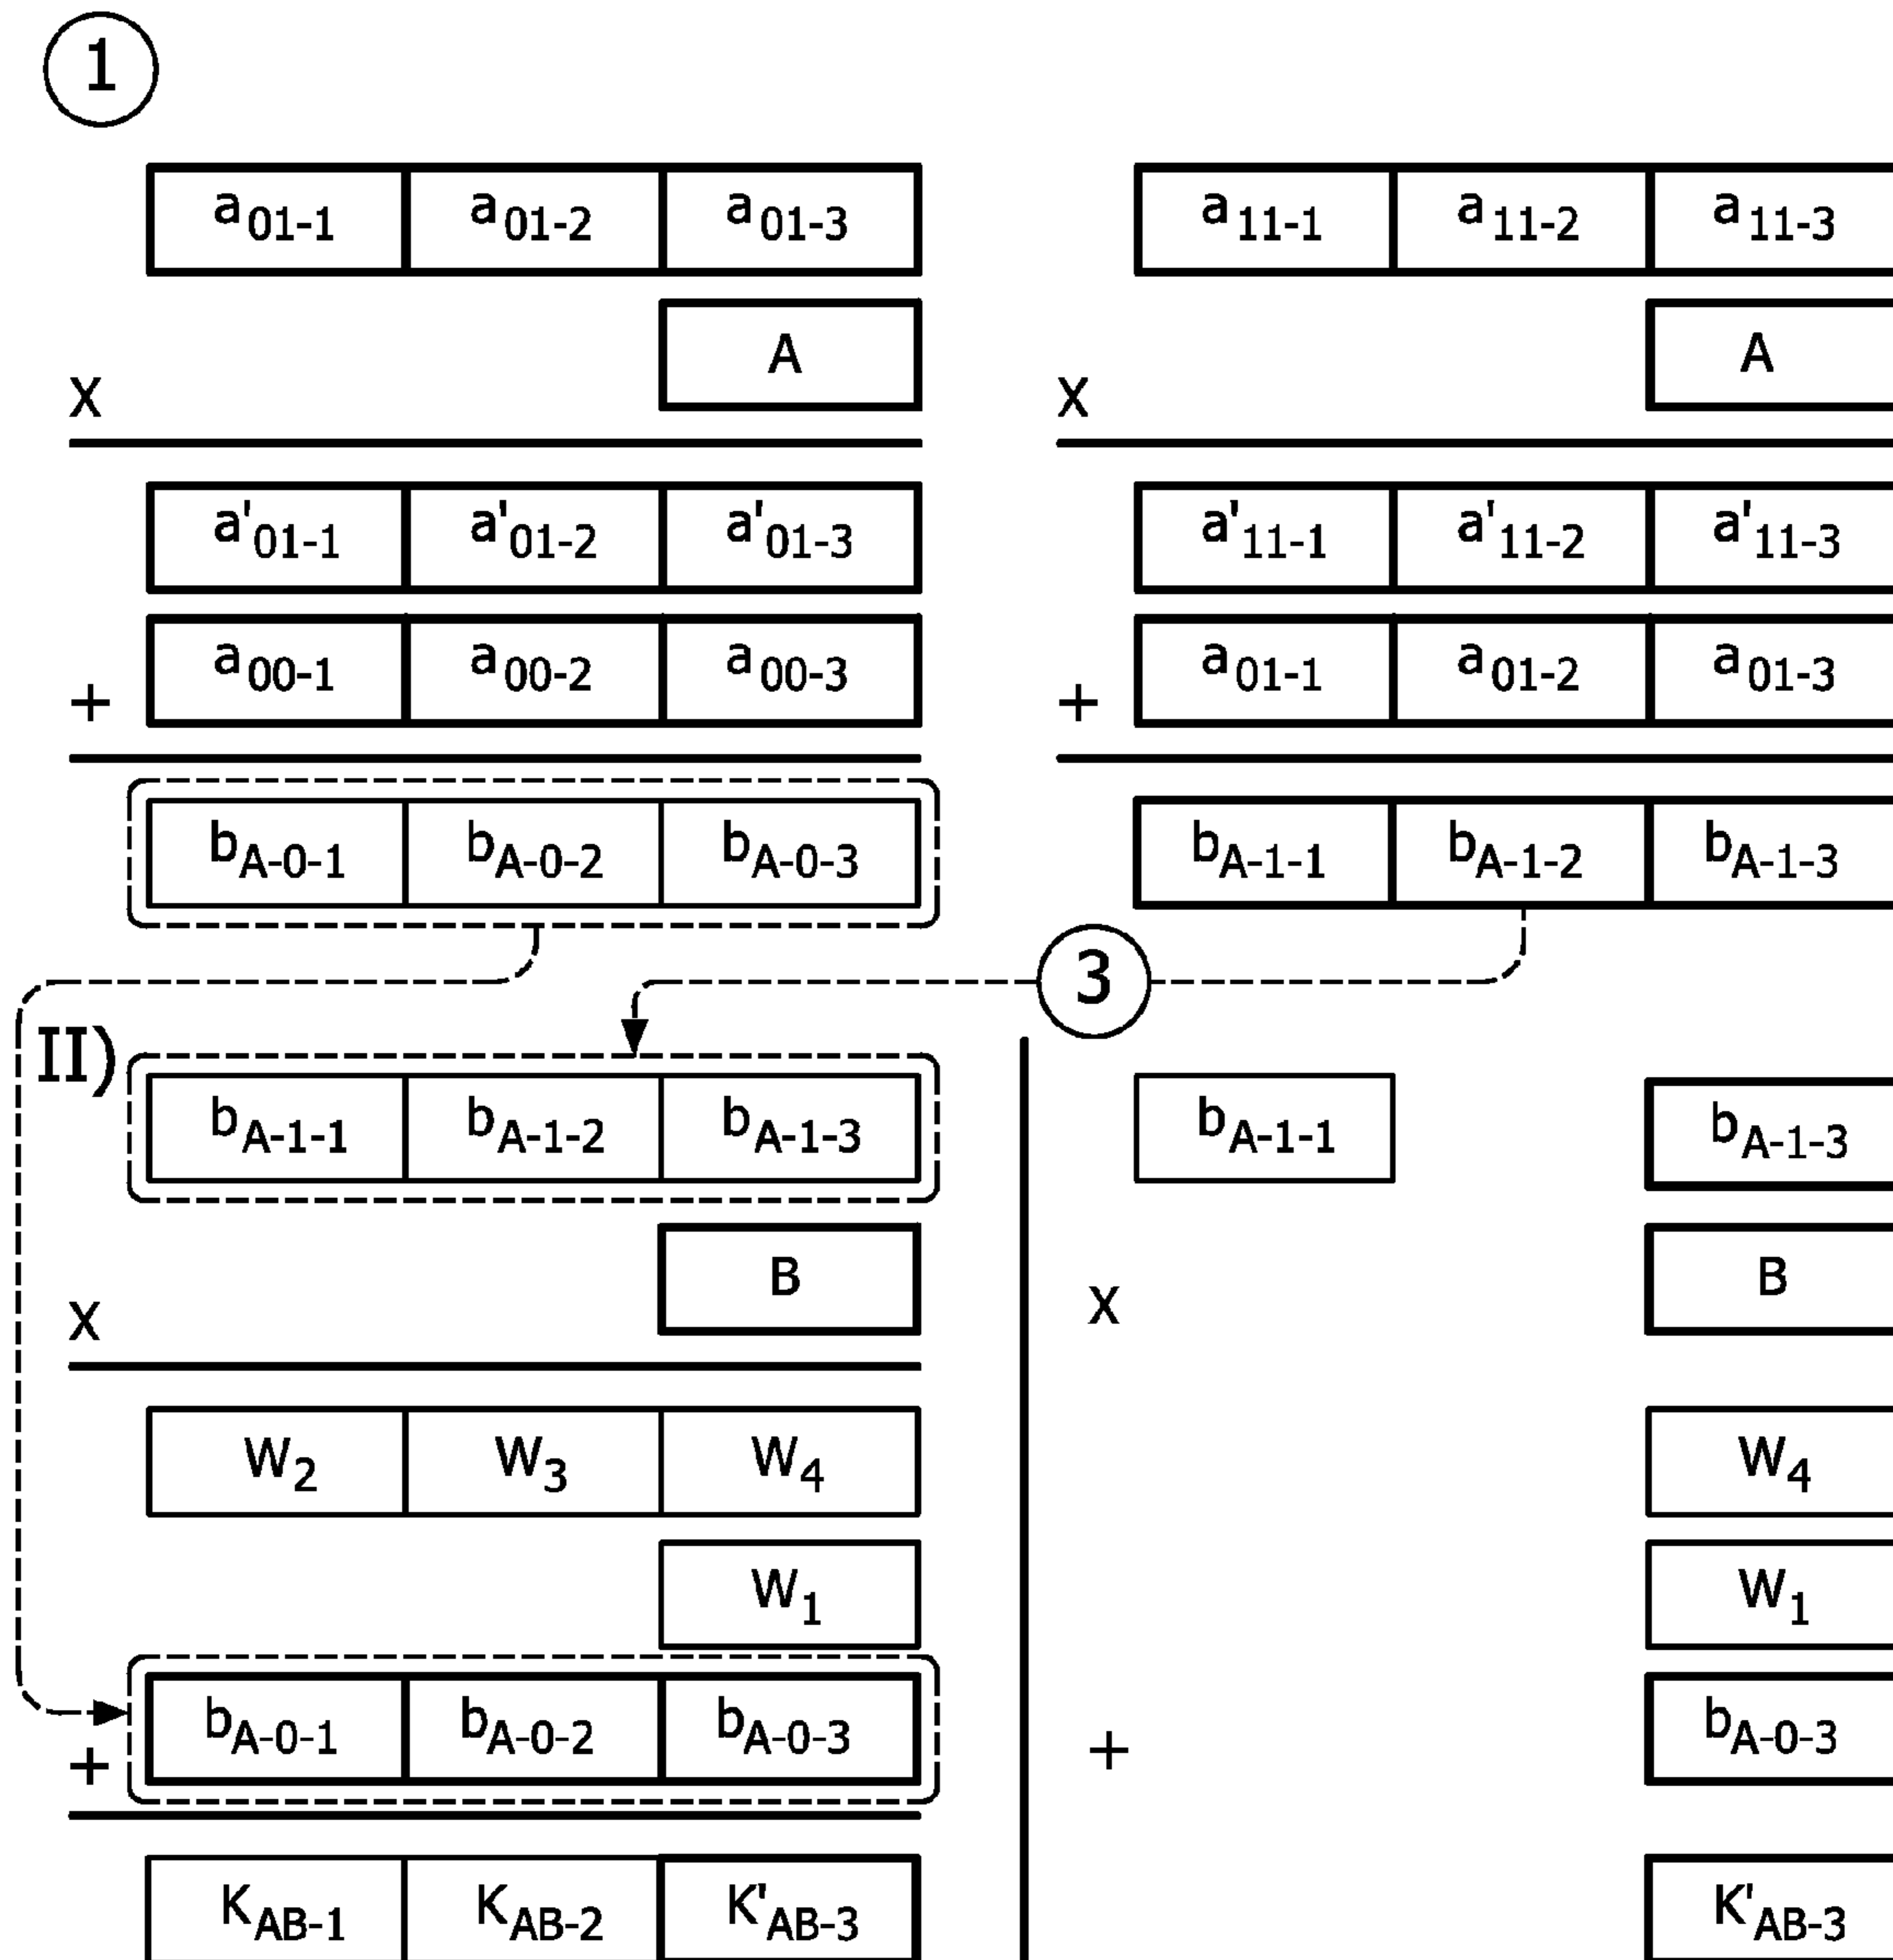 1
a01-1 a01-2 a01-3 a11-1 a11-2 a11-3
A A
X X
a'01-1 a'01-2 a'01-3 a'11-1 a'11-2 a'11-3
a00-1 a00-2 a00-3 a01-1 a01-2 a01-3
+ +
bA-0-1 bA-0-2 bA-0-3 bA-1-1 bA-1-2 bA-1-3
3
II)
bA-1-1 bA-1-2 bA-1-3 bA-1-1 bA-1-3
B B
X X
W2 W3 W4 W4
W1 W1
bA-0-1 bA-0-2 bA-0-3 bA-0-3
+ +
KAB-1 KAB-2 K'AB-3 K'AB-3